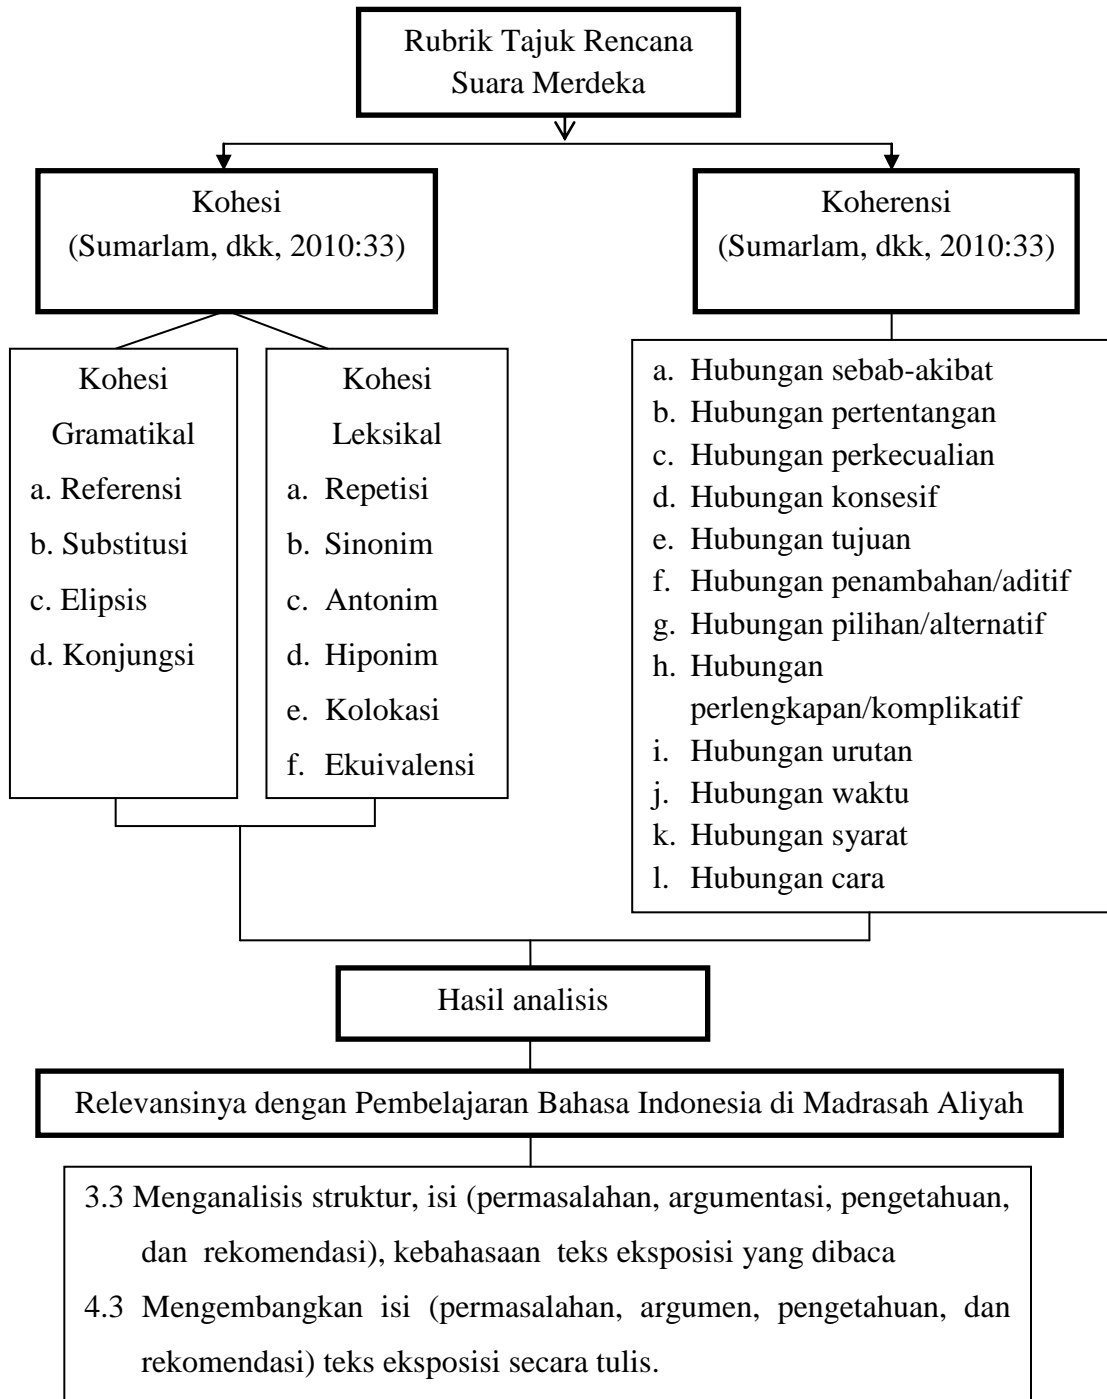 Rubrik Tajuk Rencana
Suara Merdeka
Kohesi
(Sumarlam, dkk, 2010:33)
Koherensi
(Sumarlam, dkk, 2010:33)
Kohesi
Gramatikal
a. Referensi
b. Substitusi
c. Elipsis
d. Konjungsi
Kohesi
Leksikal
a. Repetisi
b. Sinonim
c. Antonim
d. Hiponim
e. Kolokasi
f. Ekuivalensi
a. Hubungan sebab-akibat
b. Hubungan pertentangan
c. Hubungan perkecualian
d. Hubungan konsesif
e. Hubungan tujuan
f. Hubungan penambahan/aditif
g. Hubungan pilihan/alternatif
h. Hubungan
perlengkapan/komplikatif
i. Hubungan urutan
j. Hubungan waktu
k. Hubungan syarat
l. Hubungan cara
Hasil analisis
Relevansinya dengan Pembelajaran Bahasa Indonesia di Madrasah Aliyah
3.3 Menganalisis struktur, isi (permasalahan, argumentasi, pengetahuan,
dan rekomendasi), kebahasaan teks eksposisi yang dibaca
4.3 Mengembangkan isi (permasalahan, argumen, pengetahuan, dan
rekomendasi) teks eksposisi secara tulis.